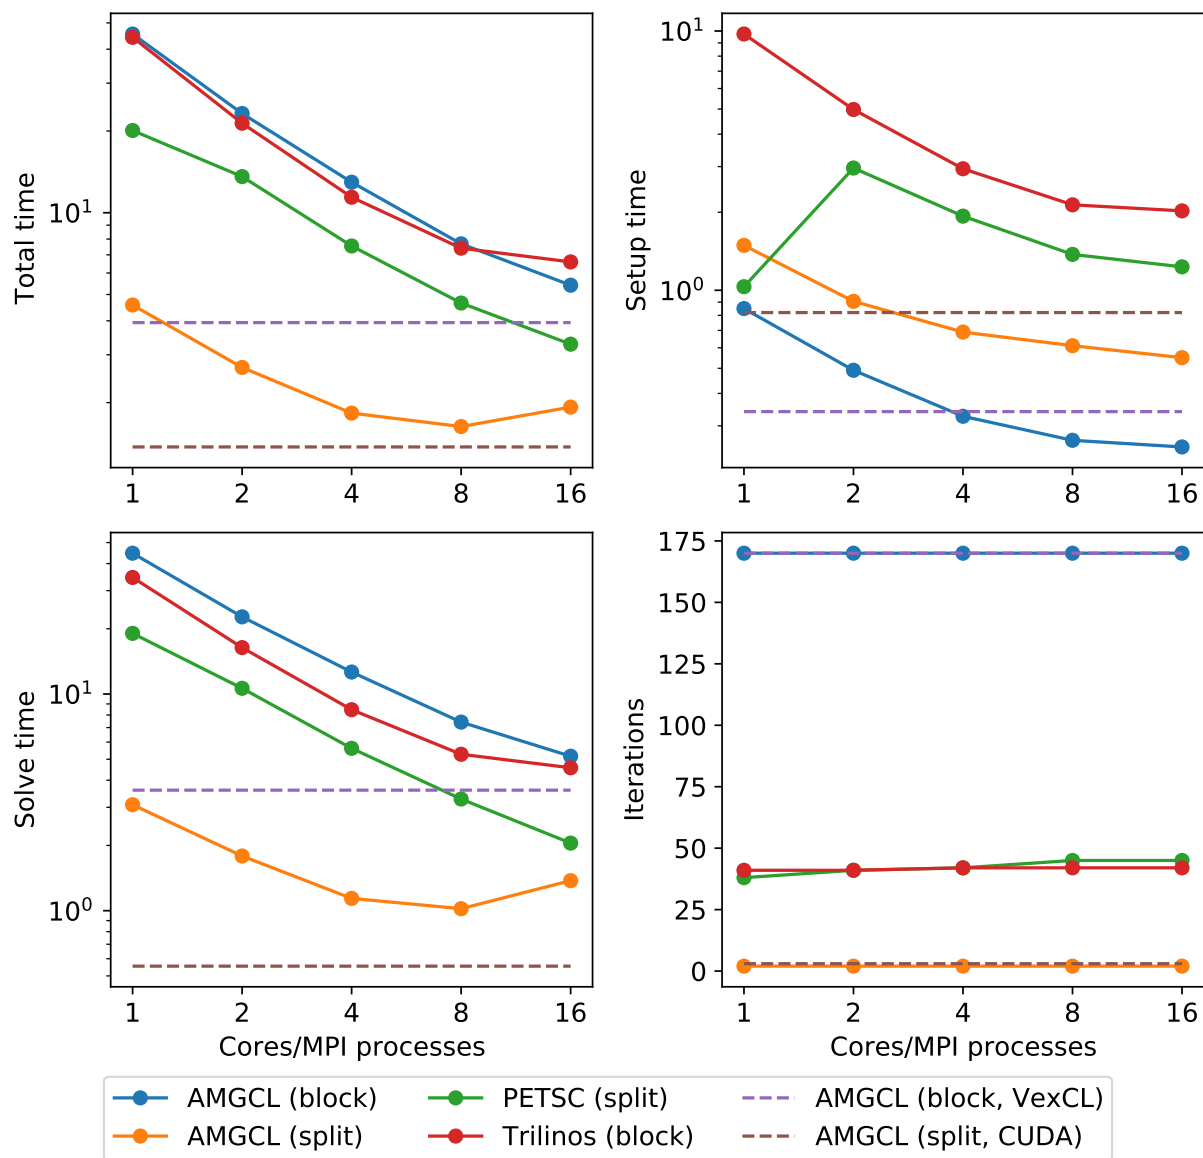 Total time
10¹
1 2 4 8 16
Setup time
10¹
10⁰
1 2 4 8 16
Solve time
10¹
10⁰
1 2 4 8 16
Cores/MPI processes
Iterations
175
150
125
100
75
50
25
0
1 2 4 8 16
Cores/MPI processes
AMGCL (block) PETSC (split) AMGCL (block, VexCL)
AMGCL (split) Trilinos (block) AMGCL (split, CUDA)